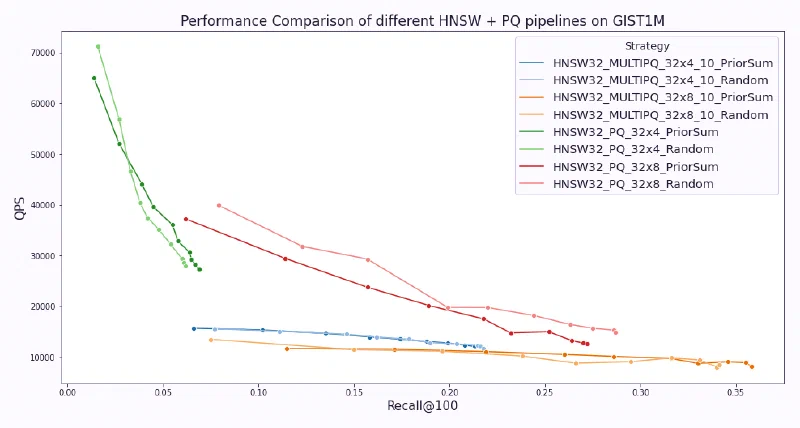 Performance Comparison of different HNSW + PQ pipelines on GIST1M
Strategy
HNSW32_MULTIPQ_32x4_10_PriorSum
HNSW32_MULTIPQ_32x4_10_Random
HNSW32_MULTIPQ_32x8_10_PriorSum
HNSW32_MULTIPQ_32x8_10_Random
HNSW32_PQ_32x4_PriorSum
HNSW32_PQ_32x4_Random
HNSW32_PQ_32x8_PriorSum
HNSW32_PQ_32x8_Random
QPS
70000
60000
50000
40000
30000
20000
10000
0.00 0.05 0.10 0.15 0.20 0.25 0.30 0.35
Recall@100